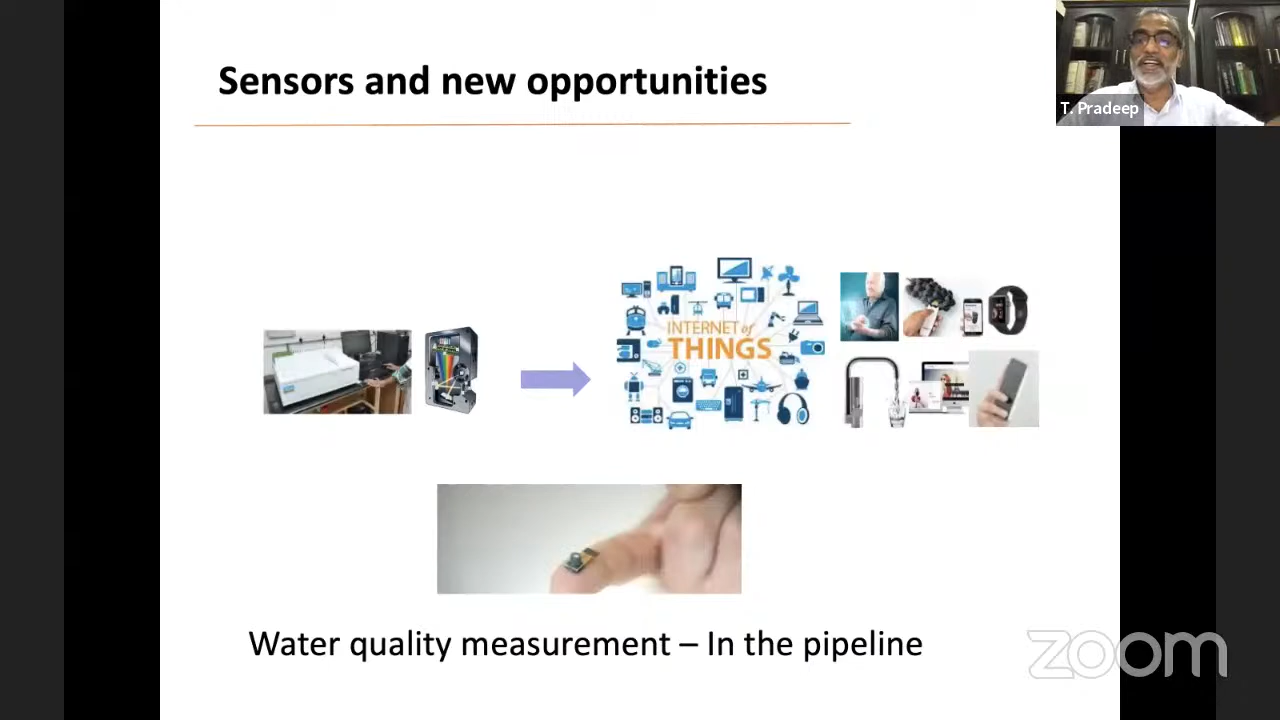 Sensors and new opportunities
T. Pradeep
INTERNET of
THINGS
Water quality measurement – In the pipeline
zoom